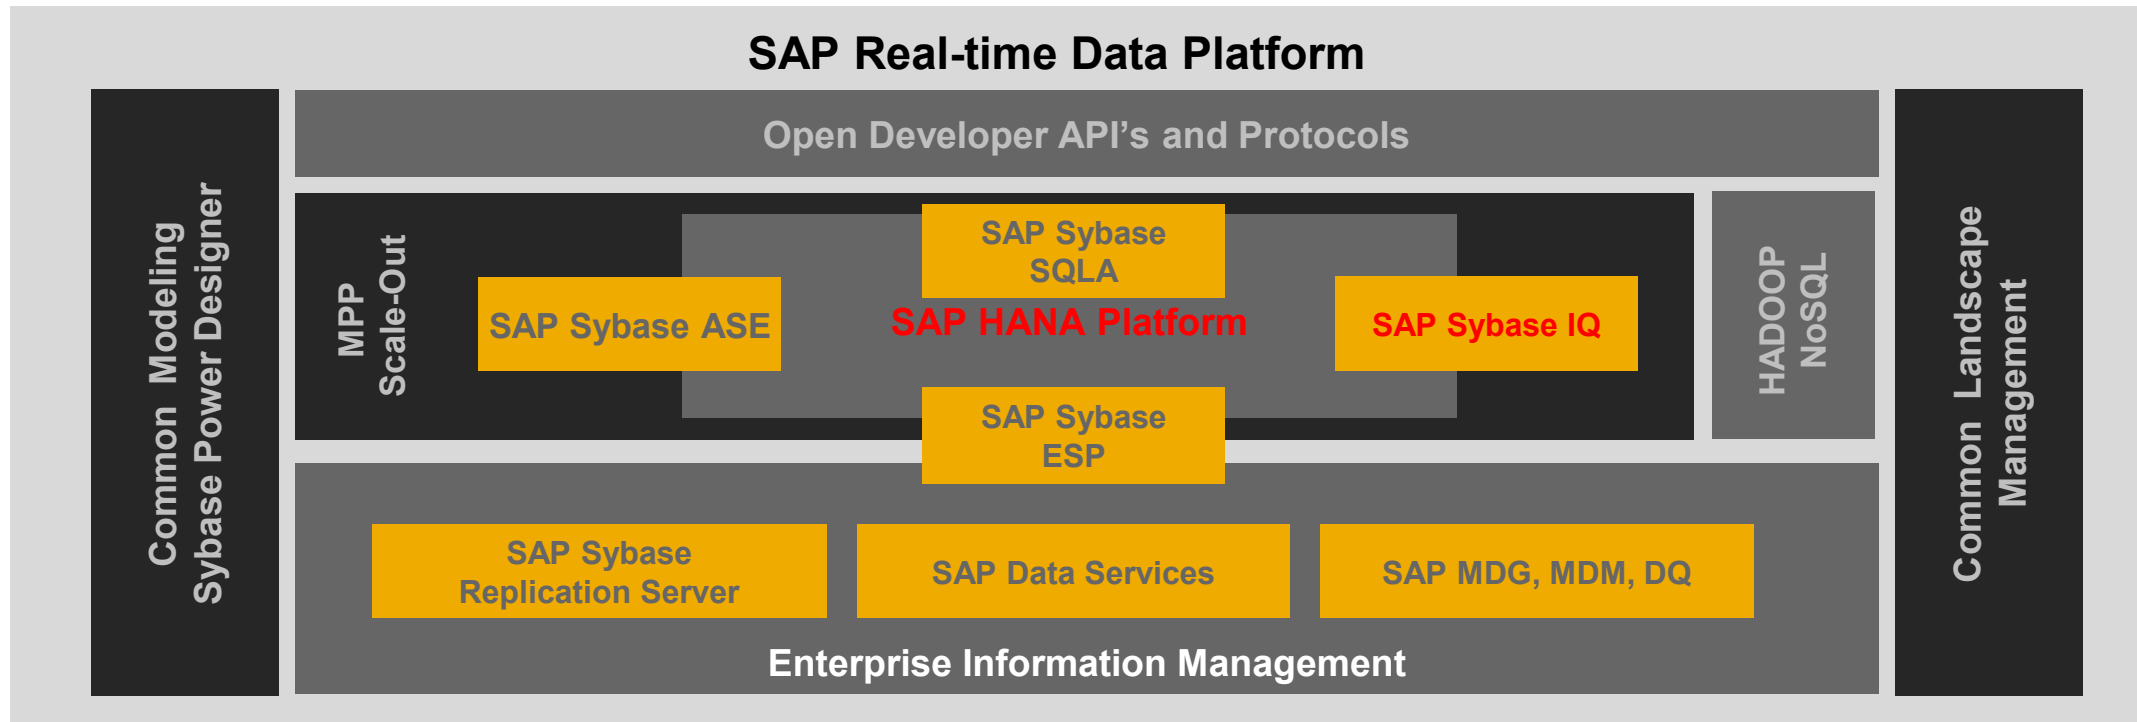 SAP Real-time Data Platform
Common Modeling
Sybase Power Designer
Open Developer API’s and Protocols
MPP
Scale-Out
SAP Sybase ASE
SAP Sybase
SQLA
SAP HANA Platform
SAP Sybase IQ
SAP Sybase
ESP
HADOOP
NoSQL
Common Landscape
Management
SAP Sybase
Replication Server
SAP Data Services
SAP MDG, MDM, DQ
Enterprise Information Management